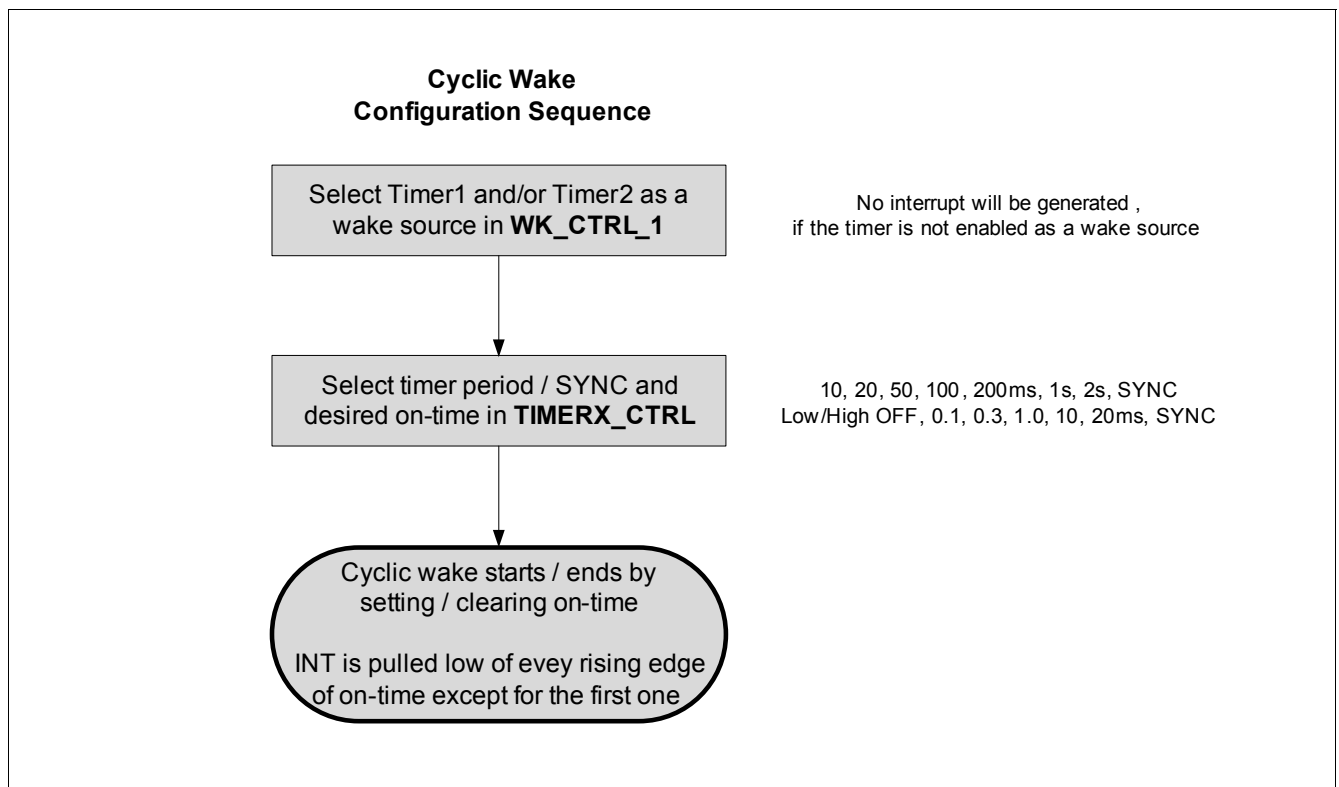 Cyclic Wake
Configuration Sequence
Select Timer1 and/or Timer2 as a
wake source in WK_CTRL_1
No interrupt will be generated ,
if the timer is not enabled as a wake source
Select timer period / SYNC and
desired on-time in TIMERX_CTRL
10, 20, 50, 100, 200ms, 1s, 2s, SYNC
Low/High OFF, 0.1, 0.3, 1.0, 10, 20ms, SYNC
Cyclic wake starts / ends by
setting / clearing on-time
INT is pulled low of evey rising edge
of on-time except for the first one